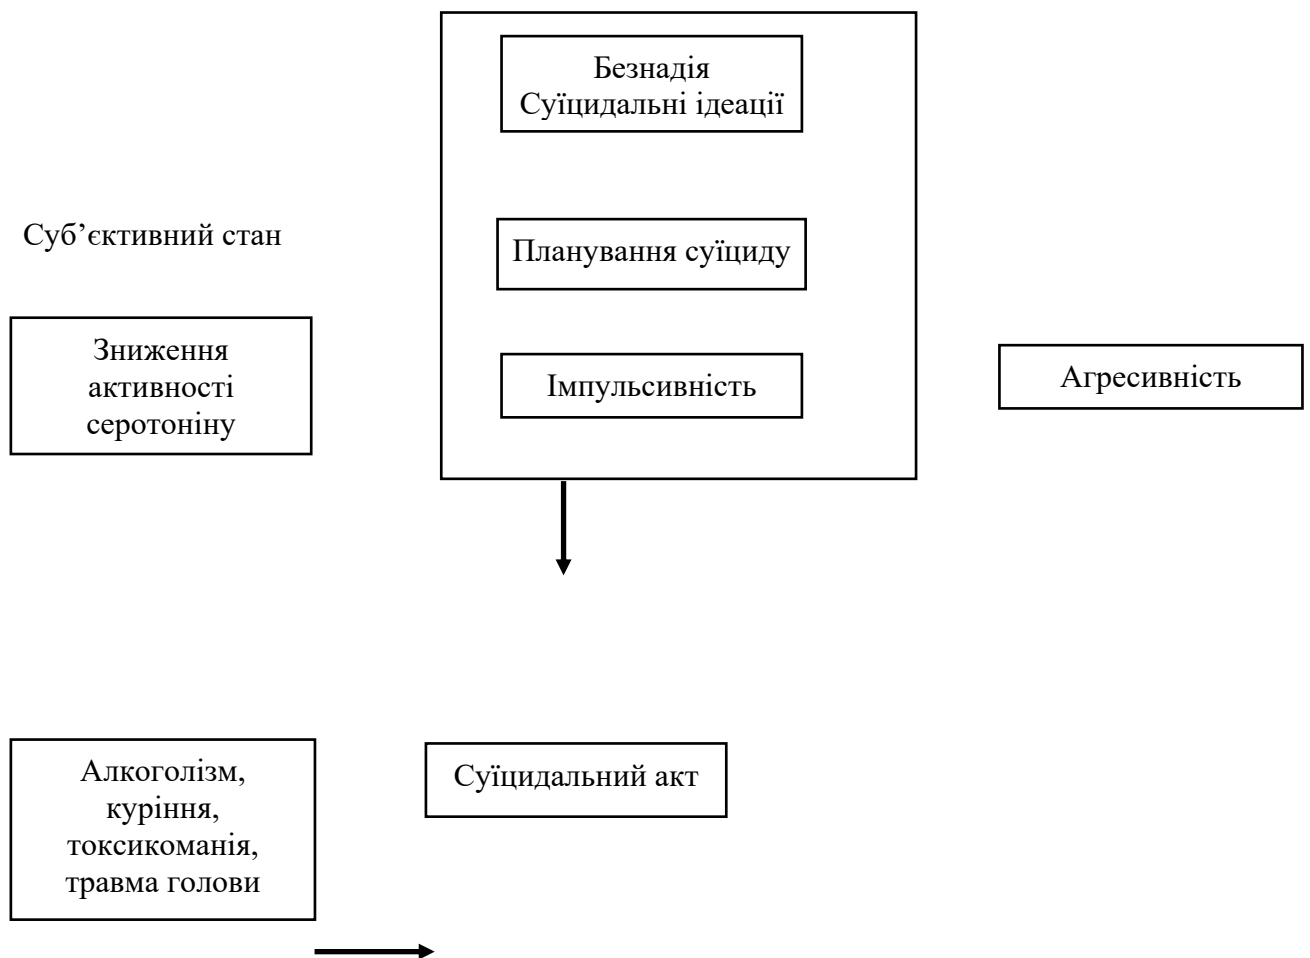 Безнадія
Суїцидальні ідеації
Суб’єктивний стан
Планування суїциду
Зниження
активності
серотоніну
Імпульсивність
Агресивність
Алкоголізм,
куріння,
токсикоманія,
травма голови
Суїцидальний акт